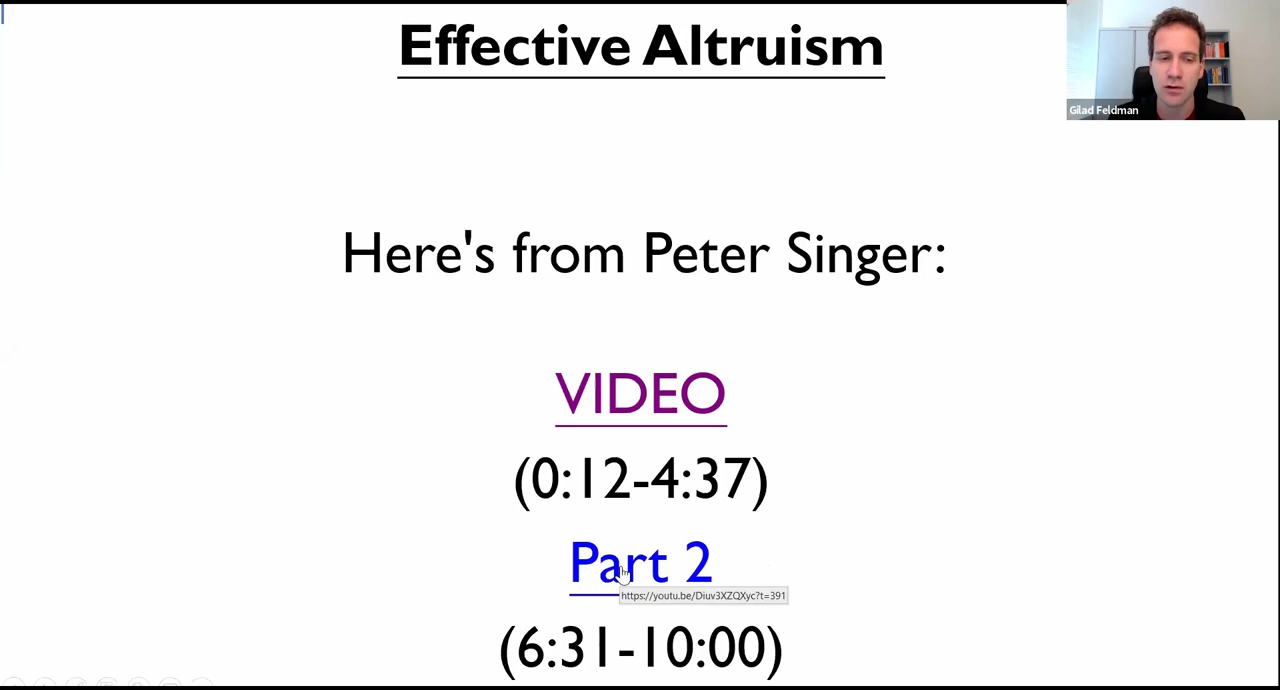 Effective Altruism
Gilad Feldman
Here's from Peter Singer:
VIDEO
(0:12-4:37)
Part 2
https://youtu.be/Diuv3XZQXyc?t=391
(6:31-10:00)